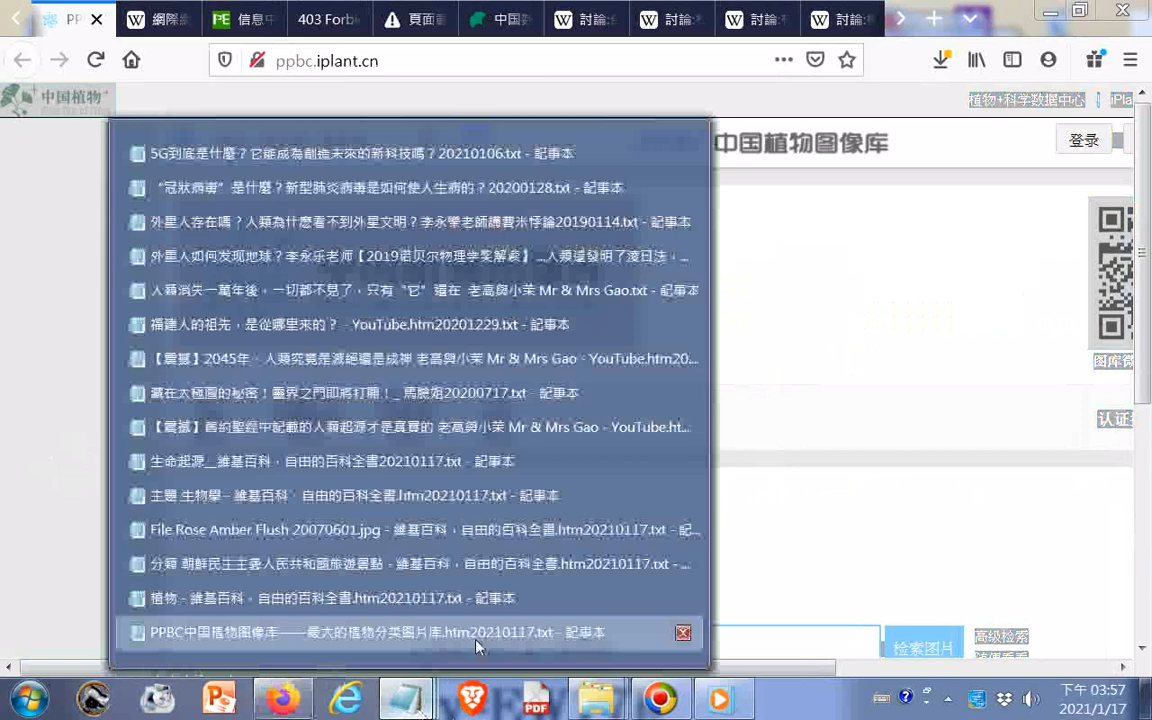 網際
信息中
403 Forb
頁面
中国
討論:
討論:
討論:
討論:
ppbc.iplant.cn
中国植物
植物+科学数据中心
iPla
中国植物图像库
登录
5G到底是什麼？它能成為創造未來的新科技嗎？20210106.txt - 記事本
“冠狀病毒”是什麼？新型肺炎病毒是如何使人生病的？20200128.txt - 記事本
外星人存在嗎？人類為什麼看不到外星文明？李永樂老師講費米悖論20190114.txt - 記事本
外星人如何发现地球？李永乐老师【2019诺贝尔物理学奖解案】...人類還發明了凌日法，...
人類消失一萬年後，一切都不見了，只有“它”還在 老高與小茉 Mr & Mrs Gao.txt - 記事本
福建人的祖先，是從哪里來的？ - YouTube.htm20201229.txt - 記事本
【震撼】2045年，人類究竟是滅絕還是成神 老高與小茉 Mr & Mrs Gao - YouTube.htm20...
藏在太極圖的秘密！靈界之門即將打開！_ 馬臉姐20200717.txt - 記事本
【震撼】舊約聖經中記載的人類起源才是真實的 老高與小茉 Mr & Mrs Gao - YouTube.ht...
生命起源__維基百科，自由的百科全書20210117.txt - 記事本
主題 生物學 - 維基百科，自由的百科全書.htm20210117.txt - 記事本
File Rose Amber Flush 20070601.jpg - 維基百科，自由的百科全書.htm20210117.txt - 記...
分類 朝鮮民主主義人民共和國旅遊景點 - 維基百科，自由的百科全書.htm20210117.txt - ...
植物 - 維基百科，自由的百科全書.htm20210117.txt - 記事本
PPBC中国植物图像库——最大的植物分类图片库.htm20210117.txt - 記事本
图库微
认证
检索图片
高级检索
下午 03:57
2021/1/17